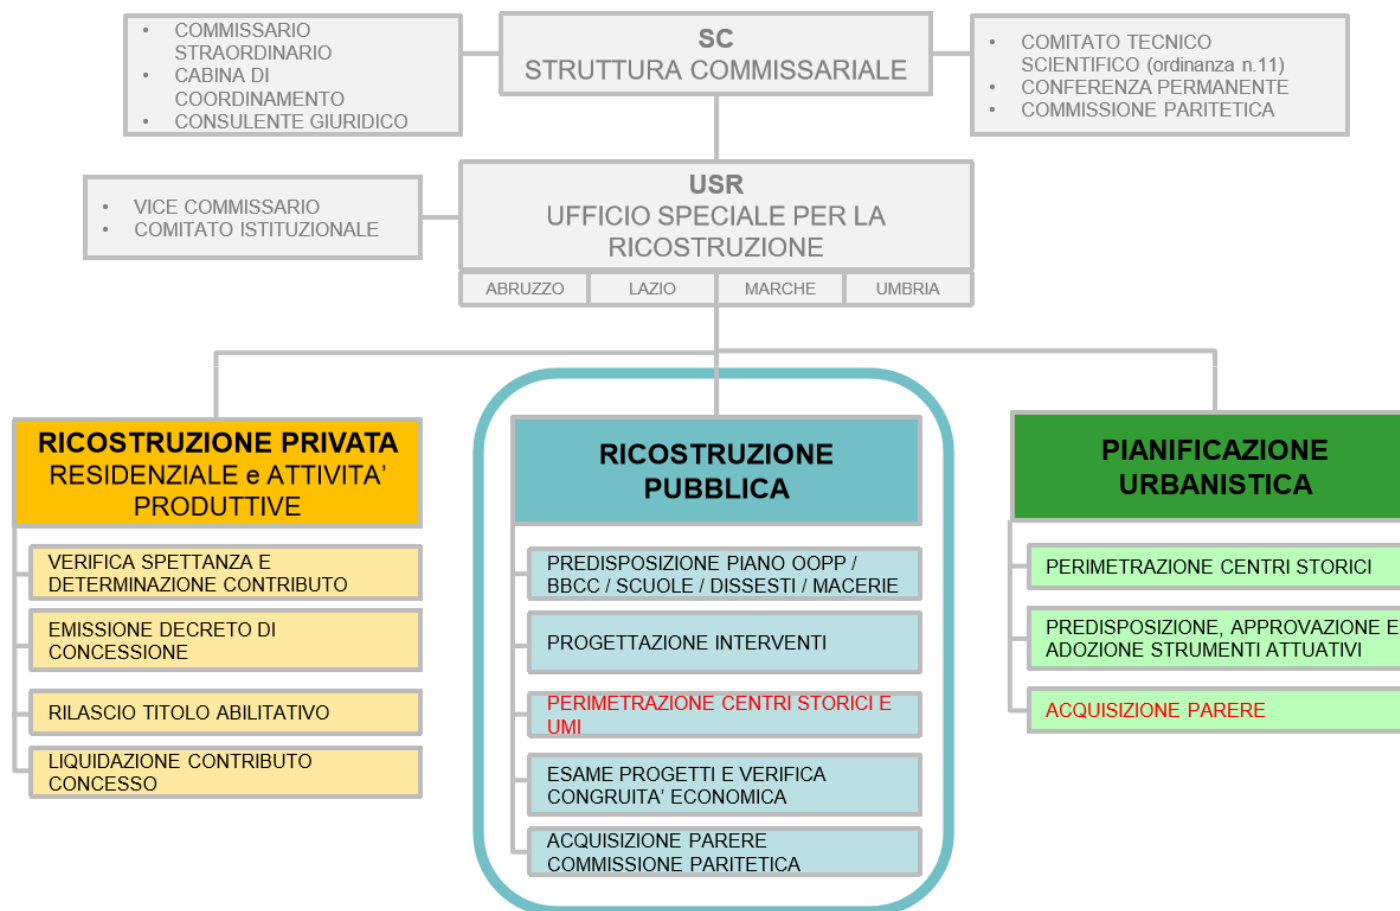 • COMMISSARIO
STRAORDINARIO
• CABINA DI
COORDINAMENTO
• CONSULENTE GIURIDICO
SC
STRUTTURA COMMISSARIALE
• COMITATO TECNICO
SCIENTIFICO (ordinanza n.11)
• CONFERENZA PERMANENTE
• COMMISSIONE PARITETICA
• VICE COMMISSARIO
• COMITATO ISTITUZIONALE
USR
UFFICIO SPECIALE PER LA
RICOSTRUZIONE
ABRUZZO
LAZIO
MARCHE
UMBRIA
RICOSTRUZIONE PRIVATA
RESIDENZIALE e ATTIVITA’
PRODUTTIVE
VERIFICA SPETTANZA E
DETERMINAZIONE CONTRIBUTO
EMISSIONE DECRETO DI
CONCESSIONE
RILASCIO TITOLO ABILITATIVO
LIQUIDAZIONE CONTRIBUTO
CONCESSO
RICOSTRUZIONE
PUBBLICA
PREDISPOSIZIONE PIANO OOPP /
BBCC / SCUOLE / DISSESTI / MACERIE
PROGETTAZIONE INTERVENTI
PERIMETRAZIONE CENTRI STORICI E
UMI
ESAME PROGETTI E VERIFICA
CONGRUITA’ ECONOMICA
ACQUISIZIONE PARERE
COMMISSIONE PARITETICA
PIANIFICAZIONE
URBANISTICA
PERIMETRAZIONE CENTRI STORICI
PREDISPOSIZIONE, APPROVAZIONE E
ADOZIONE STRUMENTI ATTUATIVI
ACQUISIZIONE PARERE